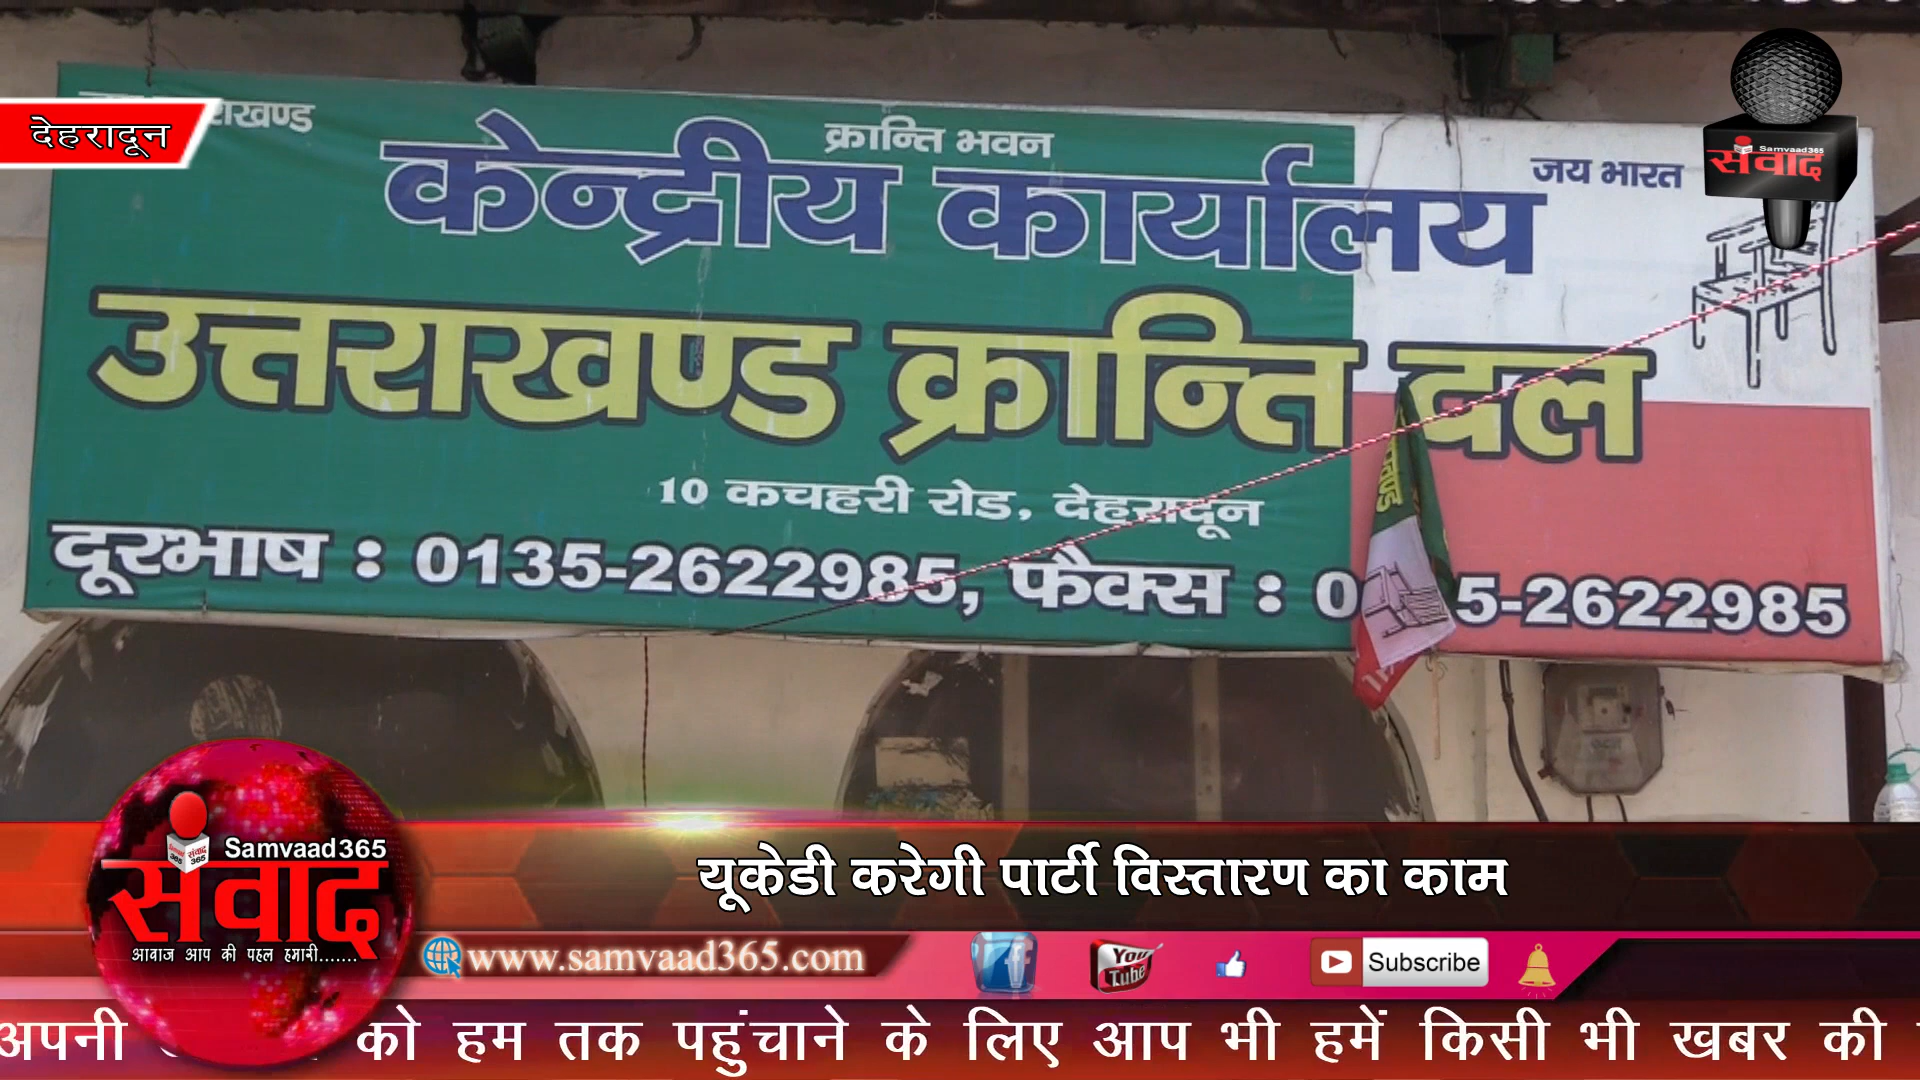 देहरादून
राखण्ड
क्रान्ति भवन
जय भारत
केन्द्रीय कार्यालय
उत्तराखण्ड क्रान्ति दल
10 कचहरी रोड, देहरादून
दूरभाष : 0135-2622985, फैक्स : 0 5-2622985
Samvaad365
संवाद
Samvaad365
संवाद
आवाज आप की पहल हमारी.......
यूकेडी करेगी पार्टी विस्तारण का काम
www.samvaad365.com
You Tube
Subscribe
अपनी को हम तक पहुंचाने के लिए आप भी हमें किसी भी खबर की